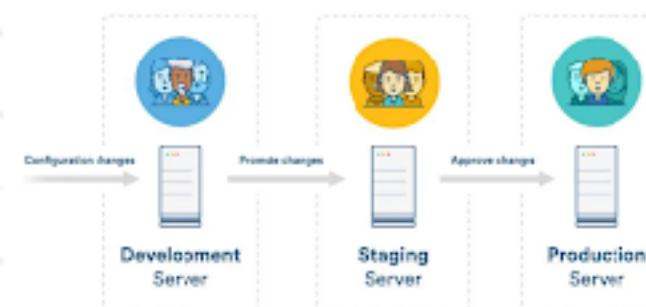 Configuration changes
Promote changes
Approve changes
Development
Server
Staging
Server
Production
Server